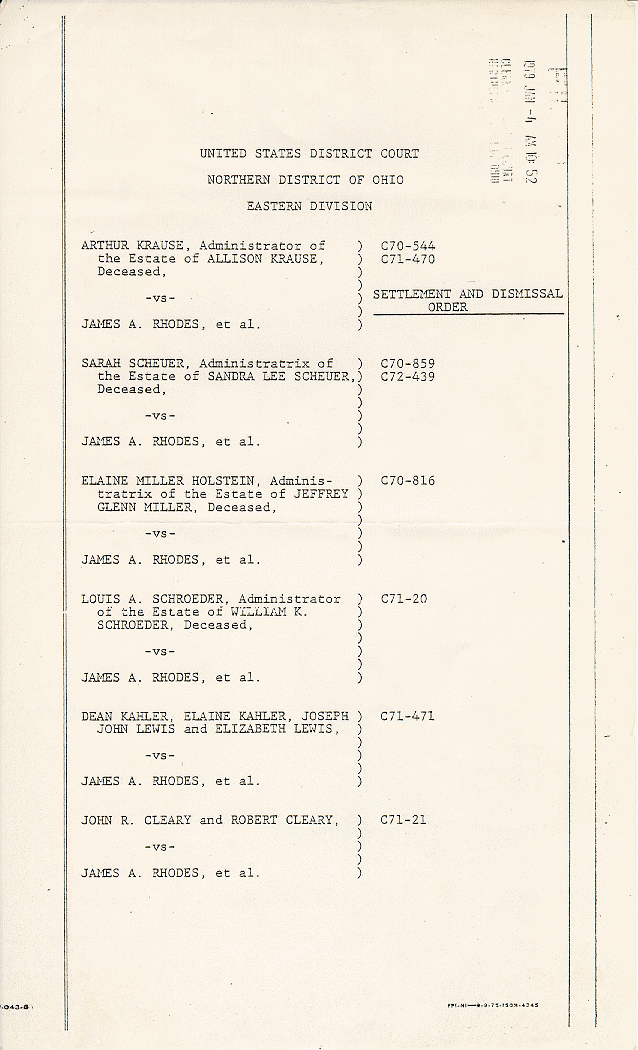 1979 JAN -4 AM 10 52
UNITED STATES DISTRICT COURT
NORTHERN DISTRICT OF OHIO
EASTERN DIVISION
ARTHUR KRAUSE, Administrator of ) C70-544
the Estate of ALLISON KRAUSE, ) C71-470
Deceased, )
)
-vs- ) SETTLEMENT AND DISMISSAL
) ORDER
JAMES A. RHODES, et al. )
SARAH SCHEUER, Administratrix of ) C70-859
the Estate of SANDRA LEE SCHEUER,) C72-439
Deceased, )
)
-vs- )
)
JAMES A. RHODES, et al. )
ELAINE MILLER HOLSTEIN, Adminis- ) C70-816
tratrix of the Estate of JEFFREY )
GLENN MILLER, Deceased, )
)
-vs- )
)
JAMES A. RHODES, et al. )
LOUIS A. SCHROEDER, Administrator ) C71-20
of the Estate of WILLIAM K. )
SCHROEDER, Deceased, )
)
-vs- )
)
JAMES A. RHODES, et al. )
DEAN KAHLER, ELAINE KAHLER, JOSEPH ) C71-471
JOHN LEWIS and ELIZABETH LEWIS, )
)
-vs- )
)
JAMES A. RHODES, et al. )
JOHN R. CLEARY and ROBERT CLEARY, ) C71-21
)
-vs- )
)
JAMES A. RHODES, et al. )